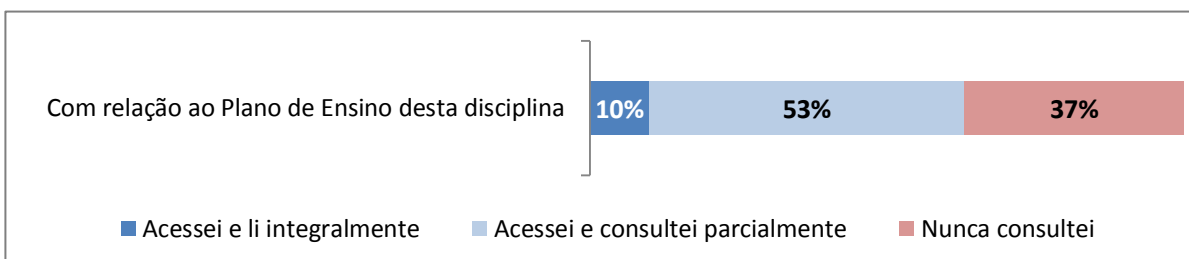 Com relação ao Plano de Ensino desta disciplina 10% 53% 37%
Acessei e li integralmente Acessei e consultei parcialmente Nunca consultei